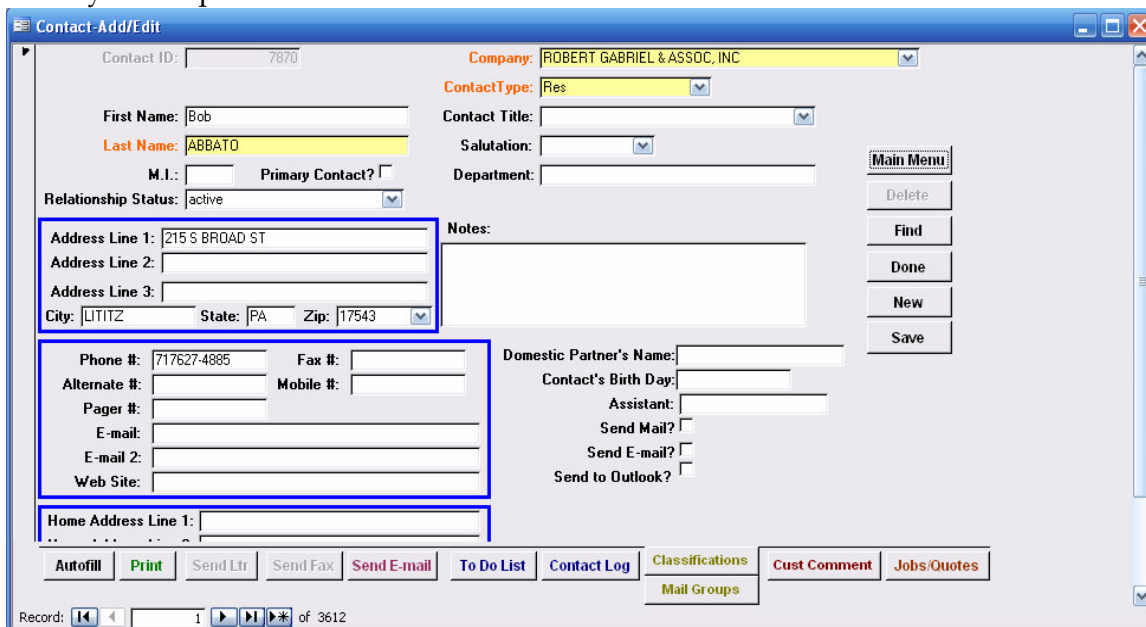 Contact-Add/Edit
Contact ID: 7870 Company: ROBERT GABRIEL & ASSOC, INC
ContactType: Res
First Name: Bob Contact Title:
Last Name: ABBATO Salutation:
Main Menu
M.I.: Primary Contact? Department:
Relationship Status: active Delete
Address Line 1: 215 S BROAD ST Notes: Find
Address Line 2:
Done
Address Line 3:
City: LITITZ State: PA Zip: 17543 New
Save
Phone #: 717627-4885 Fax #: Domestic Partner's Name:
Alternate #: Mobile #: Contact's Birth Day:
Pager #: Assistant:
E-mail: Send Mail?
E-mail 2: Send E-mail?
Web Site: Send to Outlook?
Home Address Line 1:
Autofill Print Send Ltr Send Fax Send E-mail To Do List Contact Log Classifications Cust Comment Jobs/Quotes
Mail Groups
Record: 1 of 3612